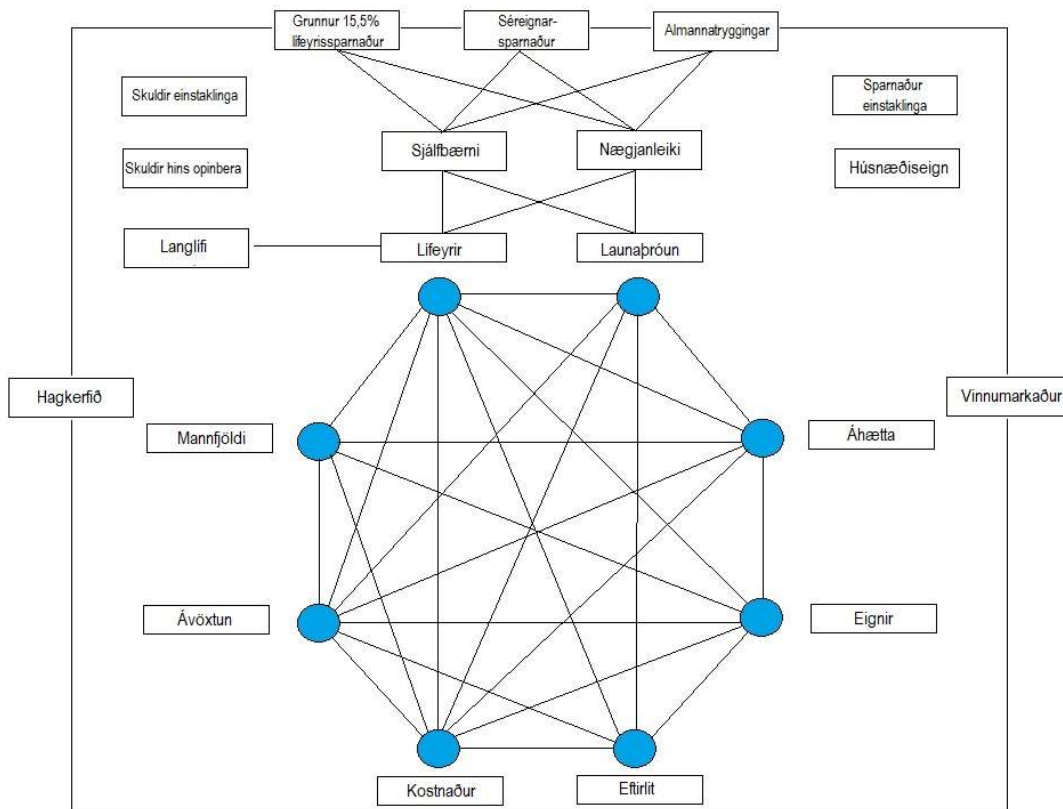 Grunnur 15,5%
lífeyrissparnaður
Séreignar-
sparnaður
Almannatryggingar
Skuldir einstaklinga
Sparnaður
einstaklinga
Sjálfbærni
Nægjanleiki
Skuldir hins opinbera
Húsnæðiseign
Langlífi
Lífeyrir
Launaþróun
Hagkerfið
Vinnumarkaður
Mannfjöldi
Áhætta
Ávöxtun
Eignir
Kostnaður
Eftirlit